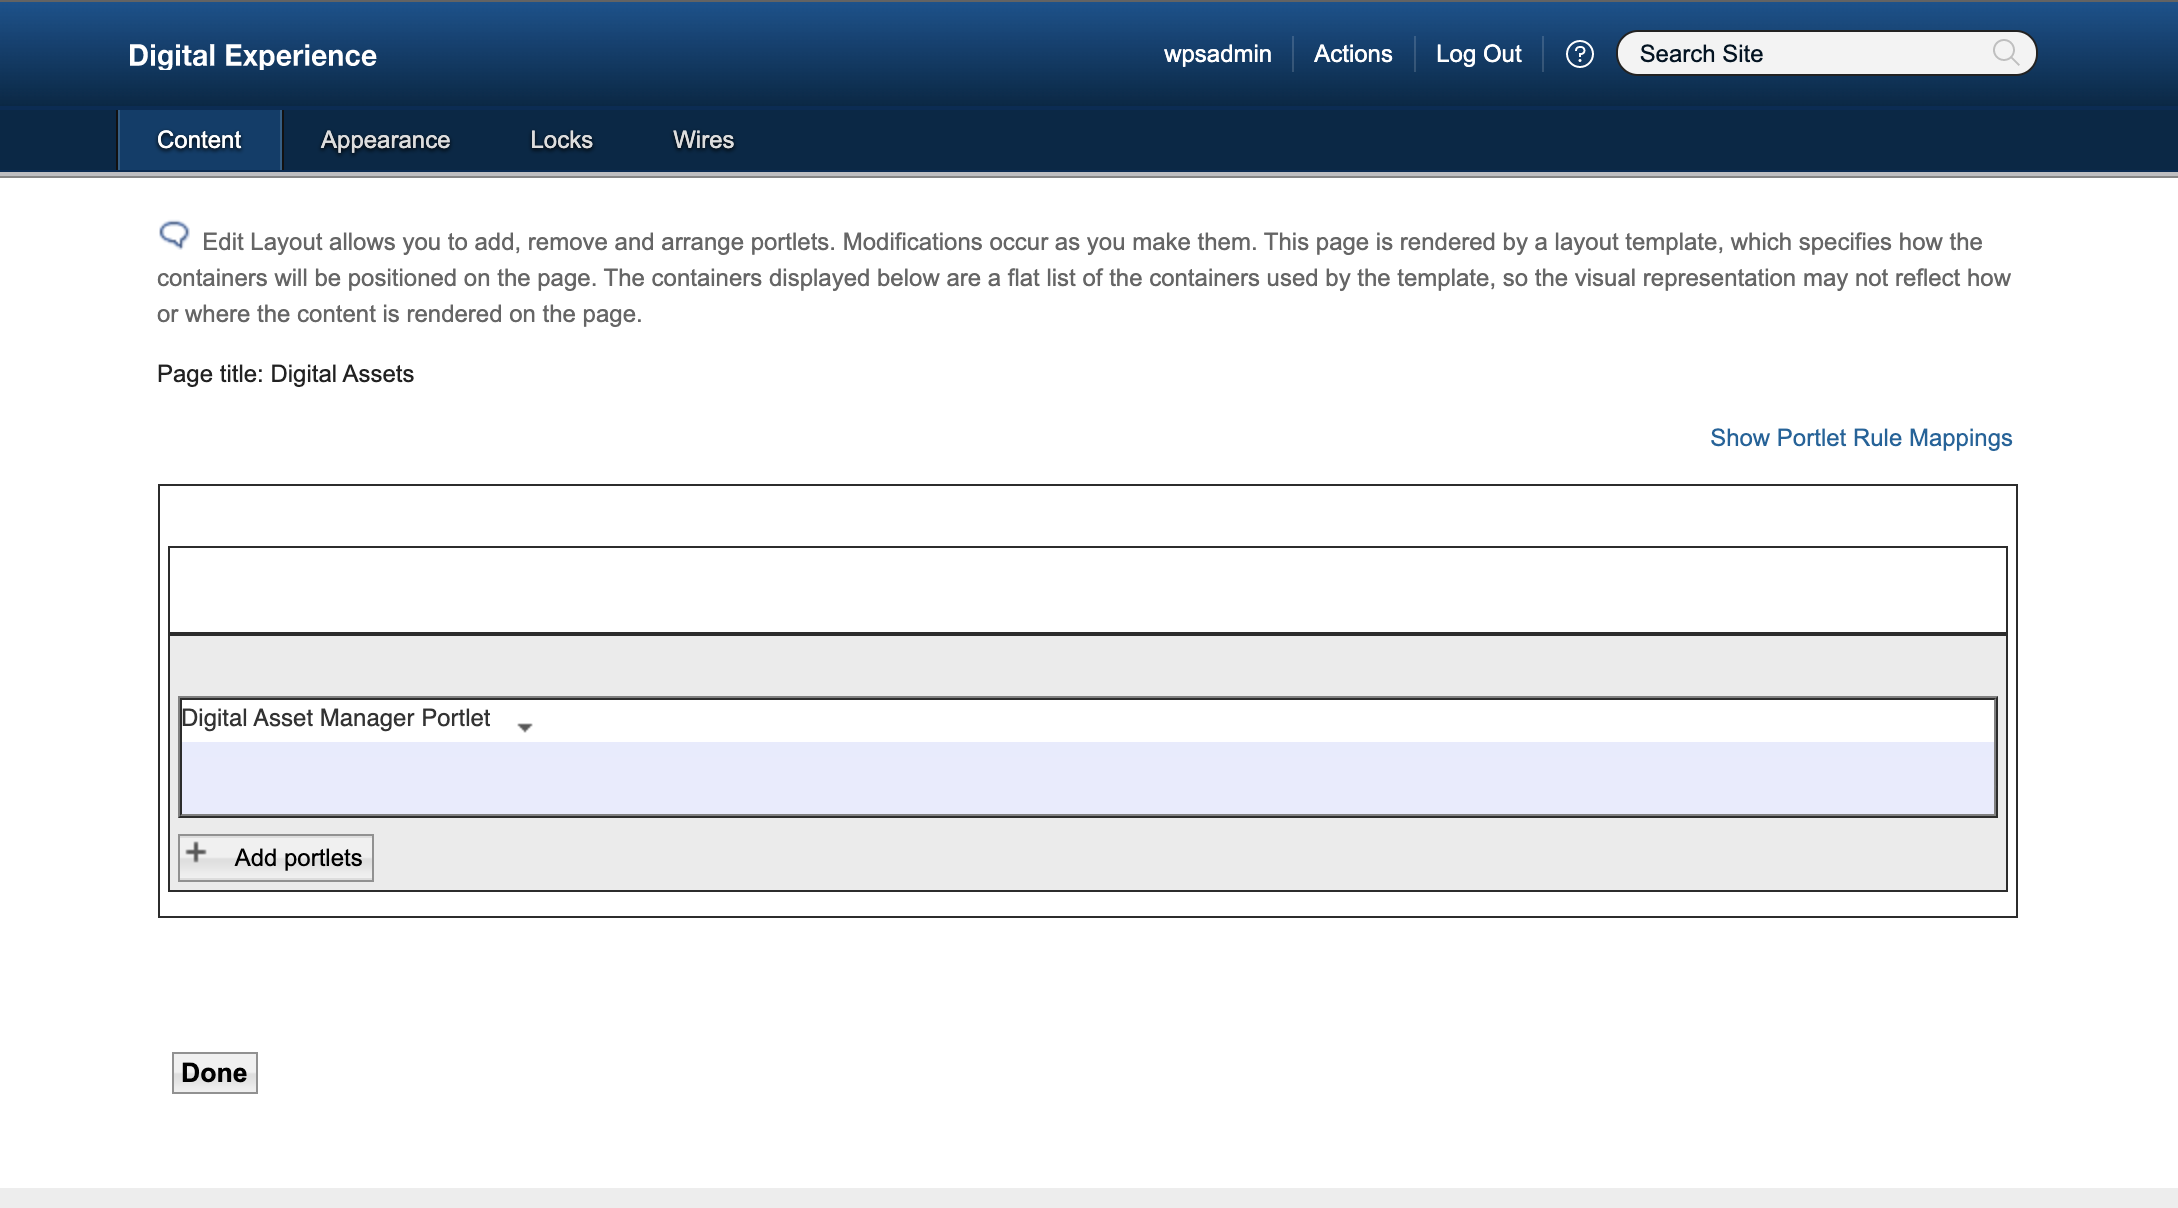 Digital Experience
wpsadmin
Actions
Log Out
Search Site
Content
Appearance
Locks
Wires
Edit Layout allows you to add, remove and arrange portlets. Modifications occur as you make them. This page is rendered by a layout template, which specifies how the
containers will be positioned on the page. The containers displayed below are a flat list of the containers used by the template, so the visual representation may not reflect how
or where the content is rendered on the page.
Page title: Digital Assets
Show Portlet Rule Mappings
Digital Asset Manager Portlet
Add portlets
Done